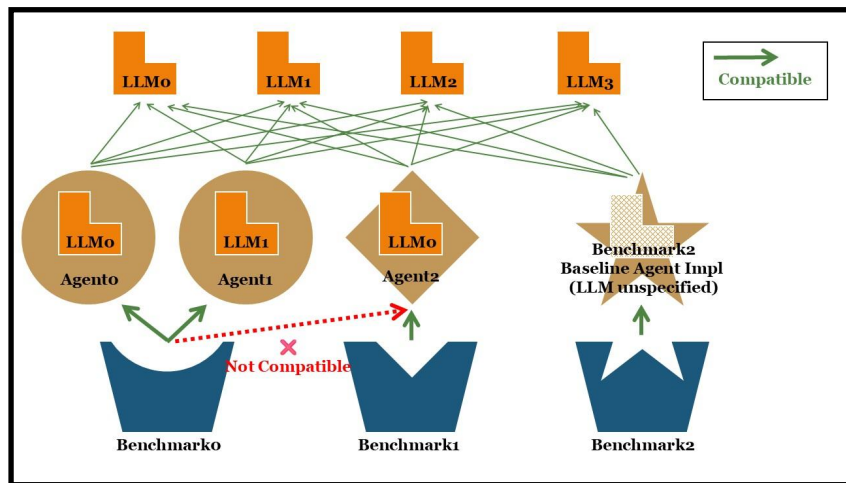 LLM0
LLM1
LLM2
LLM3
Compatible
LLM0
Agent0
LLM1
Agent1
LLM0
Agent2
Benchmark2
Baseline Agent Impl
(LLM unspecified)
Not Compatible
Benchmark0
Benchmark1
Benchmark2